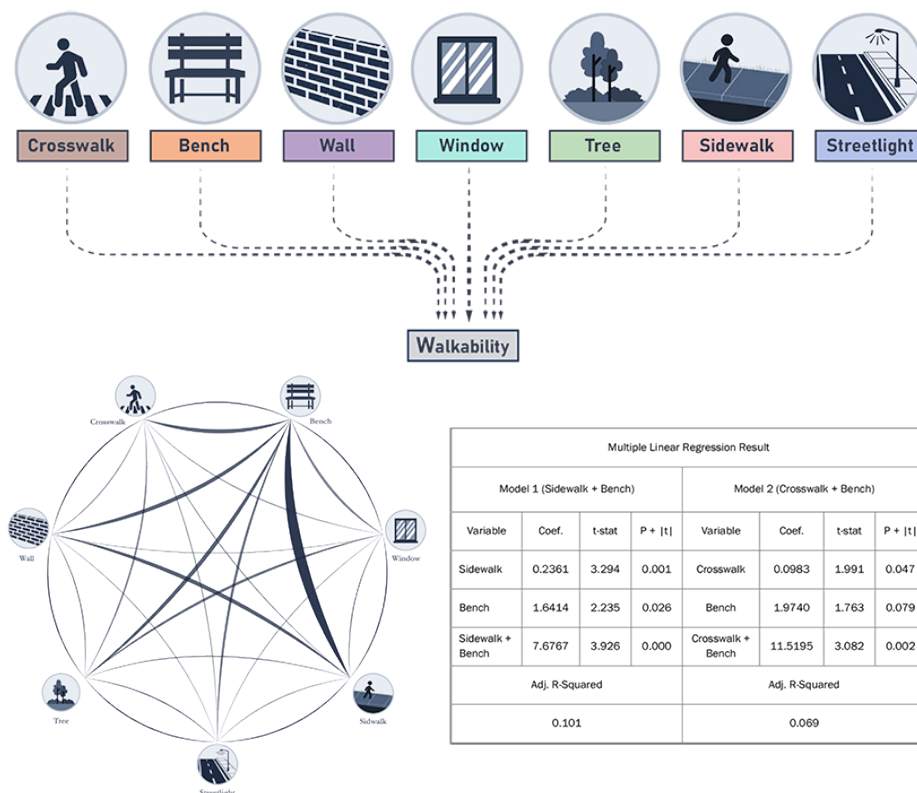 Crosswalk
Bench
Wall
Window
Tree
Sidewalk
Streetlight
Walkability
Crosswalk
Bench
Wall
Window
Tree
Sidwalk
Streetlight
Multiple Linear Regression Result
Model 1 (Sidewalk + Bench) Model 2 (Crosswalk + Bench)
Variable Coef. t-stat P + |t| Variable Coef. t-stat P + |t|
Sidewalk 0.2361 3.294 0.001 Crosswalk 0.0983 1.991 0.047
Bench 1.6414 2.235 0.026 Bench 1.9740 1.763 0.079
Sidewalk + Bench 7.6767 3.926 0.000 Crosswalk + Bench 11.5195 3.082 0.002
Adj. R-Squared Adj. R-Squared
0.101 0.069